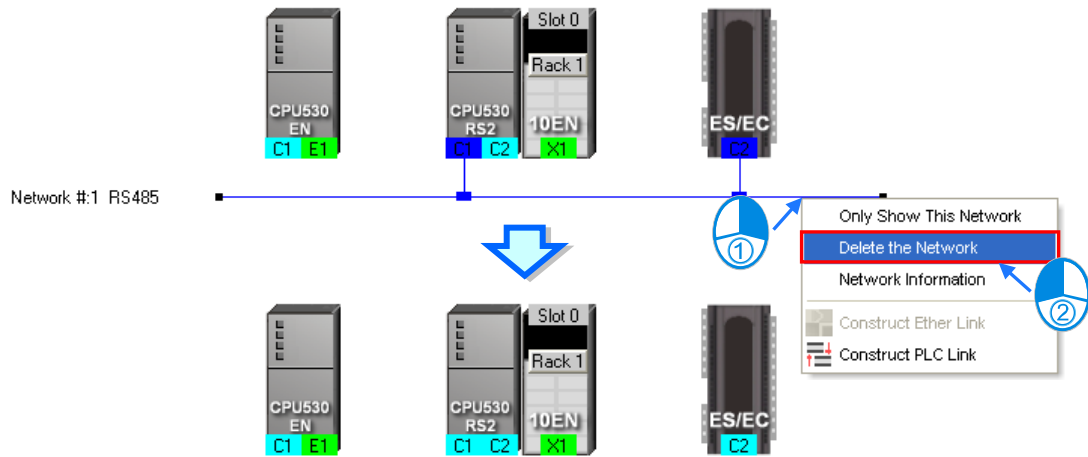 Slot 0
Rack 1
CPU530
EN
C1 E1
CPU530
RS2
C1 C2
10EN
X1
ES/EC
C2
Network #:1 RS485
①
Only Show This Network
Delete the Network
Network Information
Construct Ether Link
Construct PLC Link
②
Slot 0
Rack 1
CPU530
EN
C1 E1
CPU530
RS2
C1 C2
10EN
X1
ES/EC
C2